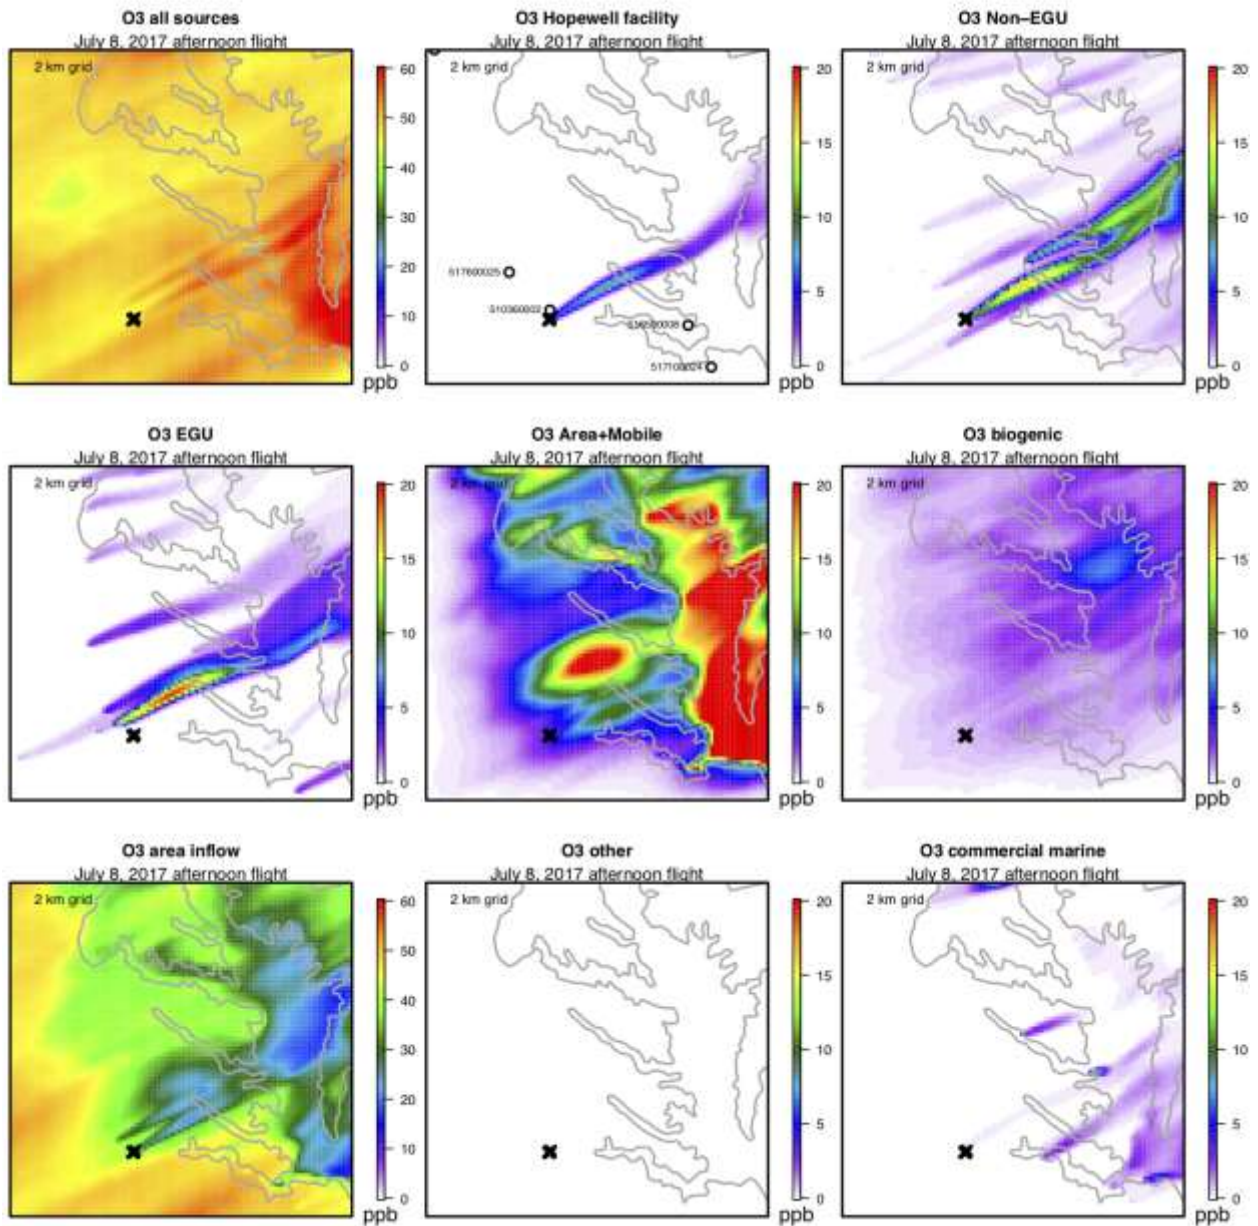 O3 all sources
July 8, 2017 afternoon flight
2 km grid
60
50
40
30
20
10
0
ppb
O3 Hopewell facility
July 8, 2017 afternoon flight
2 km grid
517600025
517100024
20
15
10
5
0
ppb
O3 Non–EGU
July 8, 2017 afternoon flight
2 km grid
20
15
10
5
0
ppb
O3 EGU
July 8, 2017 afternoon flight
2 km grid
20
15
10
5
0
ppb
O3 Area+Mobile
July 8, 2017 afternoon flight
2 km grid
20
15
10
5
0
ppb
O3 biogenic
July 8, 2017 afternoon flight
2 km grid
20
15
10
5
0
ppb
O3 area inflow
July 8, 2017 afternoon flight
2 km grid
60
50
40
30
20
10
0
ppb
O3 other
July 8, 2017 afternoon flight
2 km grid
20
15
10
5
0
ppb
O3 commercial marine
July 8, 2017 afternoon flight
2 km grid
20
15
10
5
0
ppb